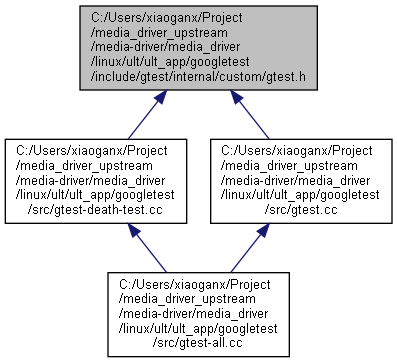 C:/Users/xiaoganx/Project
/media_driver_upstream
/media-driver/media_driver
/linux/ult/ult_app/googletest
/include/gtest/internal/custom/gtest.h
C:/Users/xiaoganx/Project
/media_driver_upstream
/media-driver/media_driver
/linux/ult/ult_app/googletest
/src/gtest-death-test.cc
C:/Users/xiaoganx/Project
/media_driver_upstream
/media-driver/media_driver
/linux/ult/ult_app/googletest
/src/gtest.cc
C:/Users/xiaoganx/Project
/media_driver_upstream
/media-driver/media_driver
/linux/ult/ult_app/googletest
/src/gtest-all.cc